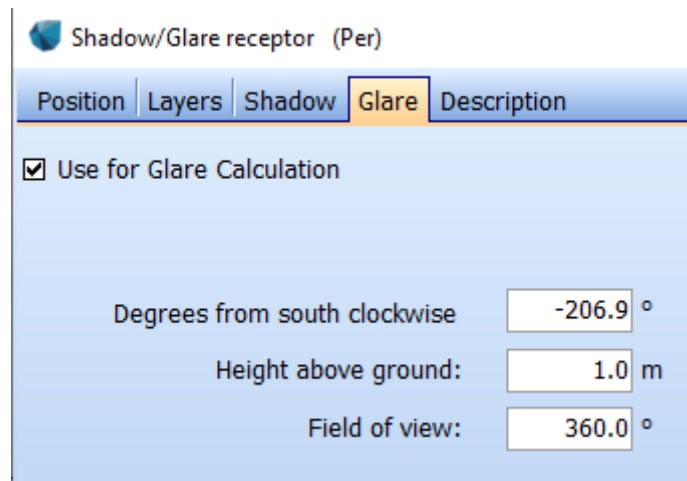 Shadow/Glare receptor (Per)
Position Layers Shadow Glare Description
Use for Glare Calculation
Degrees from south clockwise -206.9 °
Height above ground: 1.0 m
Field of view: 360.0 °